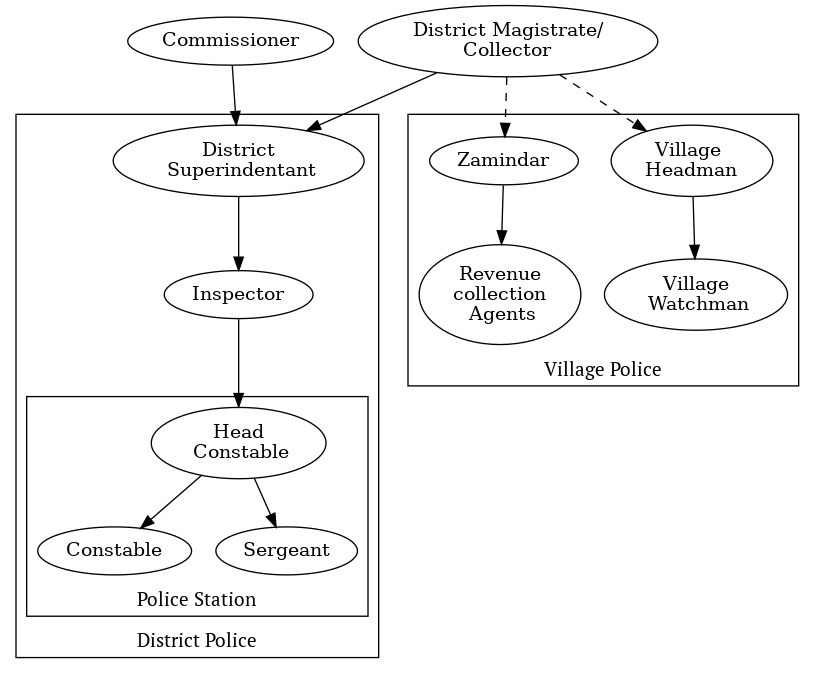 Commissioner
District Magistrate/
Collector
District
Superindentant
Zamindar
Village
Headman
Inspector
Revenue
collection
Agents
Village
Watchman
Village Police
Head
Constable
Constable
Sergeant
Police Station
District Police